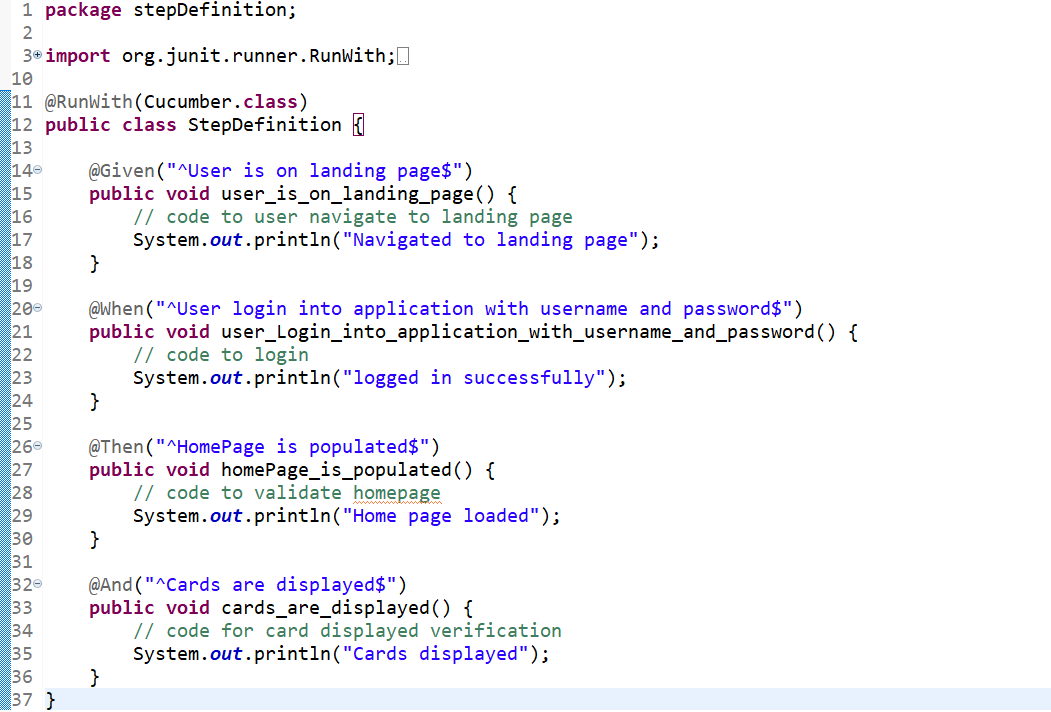 1 package stepDefinition;
2
3 import org.junit.runner.RunWith;
10
11 @RunWith(Cucumber.class)
12 public class StepDefinition {
13
14     @Given("^User is on landing page$")
15     public void user_is_on_landing_page() {
16         // code to user navigate to landing page
17         System.out.println("Navigated to landing page");
18     }
19
20     @When("^User login into application with username and password$")
21     public void user_Login_into_application_with_username_and_password() {
22         // code to login
23         System.out.println("logged in successfully");
24     }
25
26     @Then("^HomePage is populated$")
27     public void homePage_is_populated() {
28         // code to validate homepage
29         System.out.println("Home page loaded");
30     }
31
32     @And("^Cards are displayed$")
33     public void cards_are_displayed() {
34         // code for card displayed verification
35         System.out.println("Cards displayed");
36     }
37 }